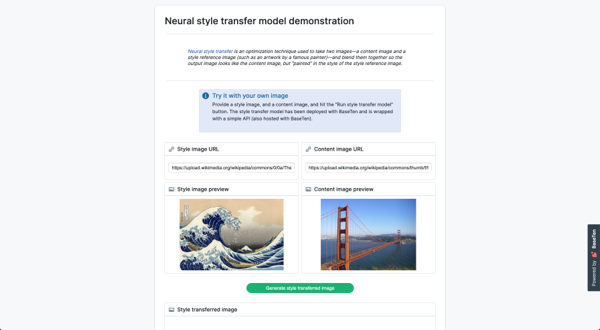 Neural style transfer model demonstration
Neural style transfer is an optimization technique used to take two images—a content image and a
style reference image (such as an artwork by a famous painter)—and blend them together so the
output image looks like the content image, but "painted" in the style of the style reference image.
Try it with your own image
Provide a style image, and a content image, and hit the "Run style transfer model"
button. The style transfer model has been deployed with BaseTen and is wrapped
with a simple API (also hosted with BaseTen).
Style image URL
Content image URL
https://upload.wikimedia.org/wikipedia/commons/0/0a/The
https://upload.wikimedia.org/wikipedia/commons/thumb/f/f
Style image preview
Content image preview
Generate style transferred image
Style transferred image
Powered by BaseTen